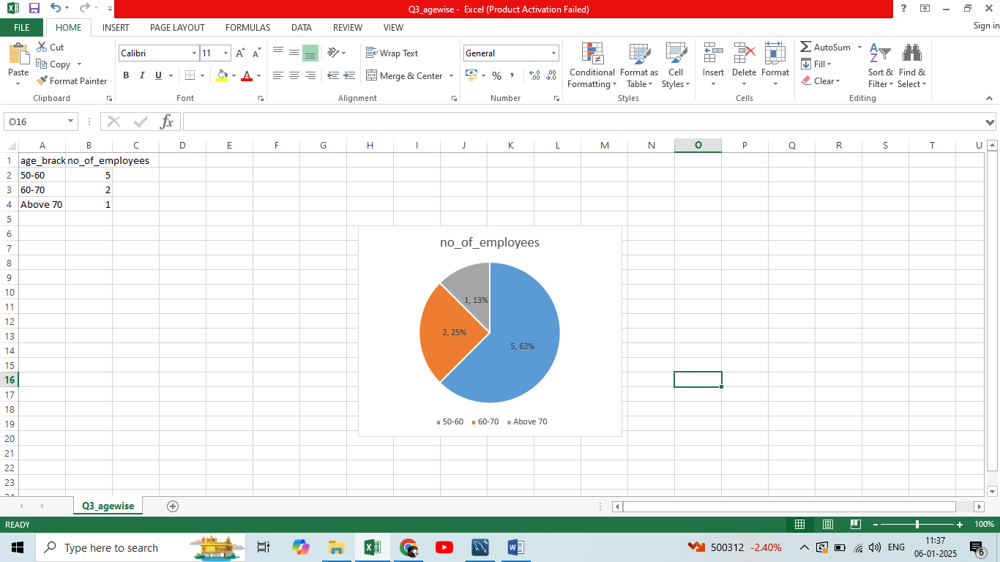 Q3_agewise - Excel (Product Activation Failed)
FILE HOME INSERT PAGE LAYOUT FORMULAS DATA REVIEW VIEW Sign in
Paste
Cut
Copy
Format Painter
Clipboard
Calibri 11
B I U
Font
Wrap Text
Merge & Center
Alignment
General
%
Number
Conditional Formatting
Format as Table
Cell Styles
Styles
Insert Delete Format
Cells
AutoSum
Fill
Clear
Sort & Filter
Find & Select
Editing
O16
fx
A B C D E F G H I J K L M N O P Q R S T U
1 age_brack no_of_employees
2 50-60 5
3 60-70 2
4 Above 70 1
5
6
7
8
9
10
11
12
13
14
15
16
17
18
19
20
21
22
23
24
no_of_employees
1, 13%
2, 25%
5, 62%
50-60 60-70 Above 70
Q3_agewise
READY 100%
Type here to search
500312 -2.40%
ENG
11:37
06-01-2025
6